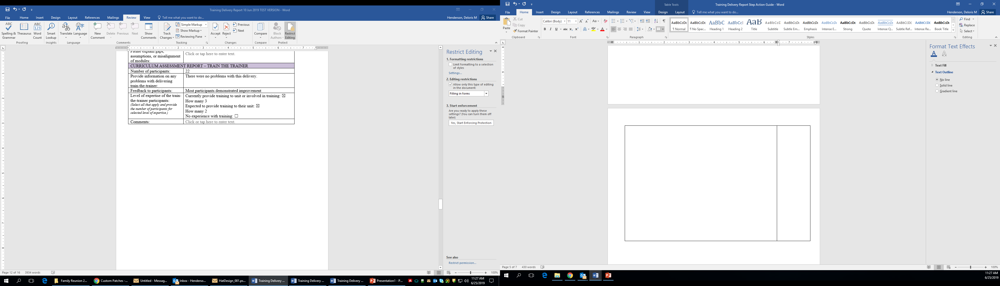 Training Delivery Report 10 Jun 2019 TEST VERSION - Word
File Home Insert Design Layout References Mailings Review View Tell me what you want to do... Henderson, Deloris M Share
ABC ABC 123
Spelling & Grammar Thesaurus Word Count Smart Lookup Translate Language New Comment Delete Previous Next Show Comments Track Changes Simple Markup Show Markup Reviewing Pane Accept Reject Previous Next Compare Block Authors Restrict Editing
Proofing Insights Language Comments Tracking Changes Compare Protect
Please explain gaps,
assumptions, or misalignment
of modules:
Click or tap here to enter text.
CURRICULUM ASSESSMENT REPORT – TRAIN THE TRAINER
Number of participants: 22
Provide information on any
problems with delivering
train-the-trainer:
There were no problems with this delivery.
Feedback to participants: Most participants demonstrated improvement
Level of expertise of the train-
the-trainer participants:
(Select all that apply and provide
the number of participants for
selected level of expertise.)
Currently provide training to unit or involved in training: ☒
How many 3
Expected to provide training to their unit: ☒
How many 2
No experience with training: ☐
Comments: Click or tap here to enter text.
Restrict Editing
1. Formatting restrictions
Limit formatting to a selection
of styles
Settings...
2. Editing restrictions
Allow only this type of editing
in the document:
Filling in forms
3. Start enforcement
Are you ready to apply these
settings? (You can turn them off
later)
Yes, Start Enforcing Protection
See also
Restrict permission...
Page 12 of 16 3934 words 100%
Family Reunion 2... Custom Patches -... Untitled - Messag... Inbox - Henderso... HatDesign_001.ps... Training Delivery ... Training Delivery ... Training Delivery ... Presentation1 - P...
11:27 AM
6/25/2019
Table Tools Training Delivery Report Step Action Guide - Word
File Home Insert Design Layout References Mailings Review View Design Layout Tell me what you want to do... Henderson, Deloris M Share
Paste Cut Copy Format Painter
Calibri (Body) 11 Aa
B I U abc x₂ x²
AaBbCcDc AaBbCcDc AaBbC AaBbCcI AaB AaBbCcD AaBbCcDc AaBbCcDc AaBbCcDc AaBbCcDc AaBbCcDc AaBbCcDc AABBCCDD AABBCCDD AaBbCcDc
¶ Normal ¶ No Spac... Heading 1 Heading 2 Title Subtitle Subtle Em... Emphasis Intense E... Strong Quote Intense Q... Subtle Ref... Intense Re... Book Title
Find
Replace
Select
Clipboard Font Paragraph Styles Editing
Format Text Effects
Text Fill
Text Outline
No line
Solid line
Gradient line
Page 5 of 7 430 words 100%
11:27 AM
6/25/2019